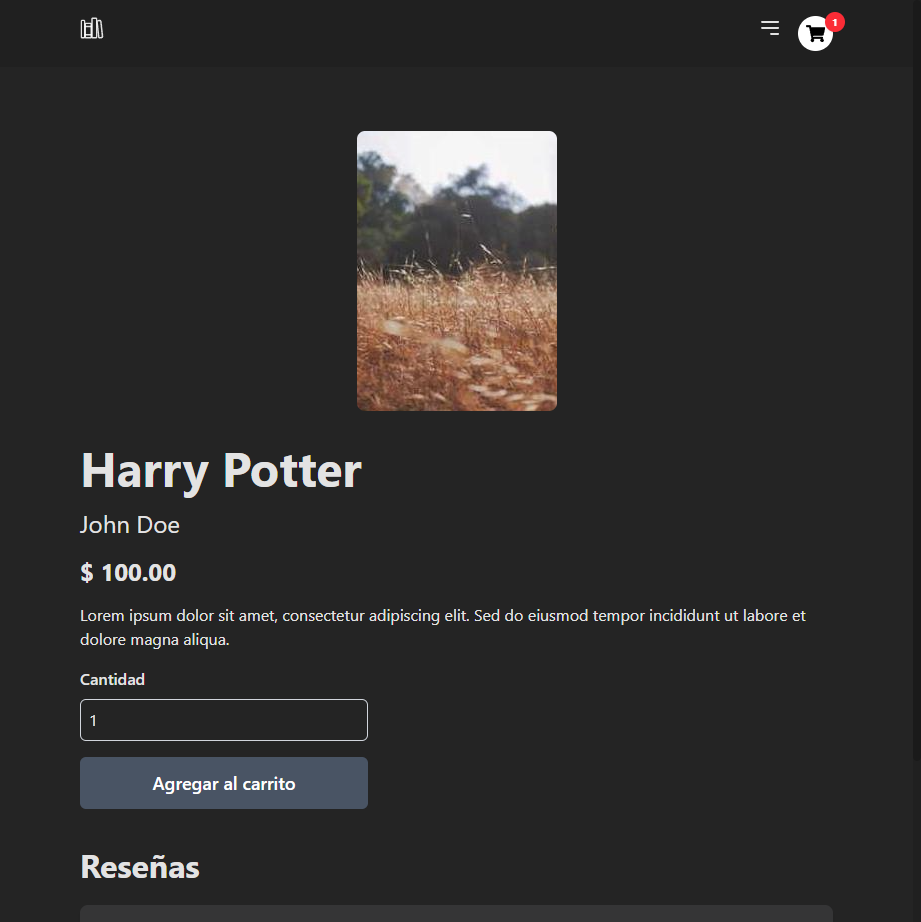 1
Harry Potter
John Doe
$ 100.00
Lorem ipsum dolor sit amet, consectetur adipiscing elit. Sed do eiusmod tempor incididunt ut labore et
dolore magna aliqua.
Cantidad
1
Agregar al carrito
Reseñas